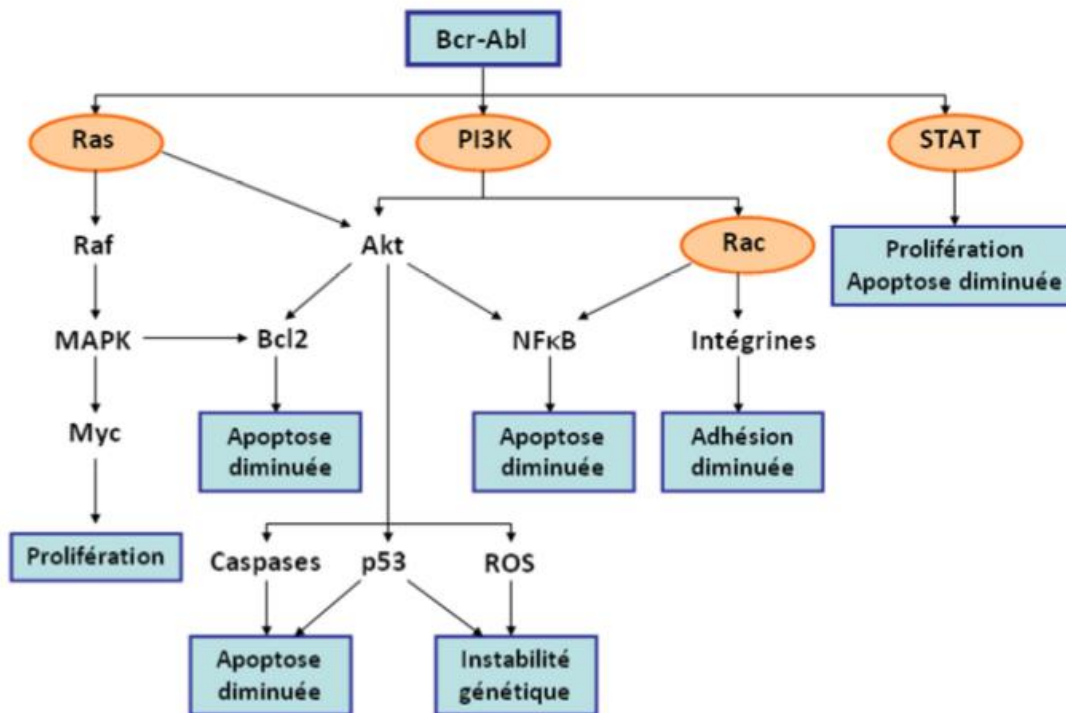 Bcr-Abl
Ras
PI3K
STAT
Raf
Akt
Rac
Prolifération
Apoptose diminuée
MAPK
Bcl2
NFκB
Intégrines
Myc
Apoptose
diminuée
Apoptose
diminuée
Adhésion
diminuée
Prolifération
Caspases
p53
ROS
Apoptose
diminuée
Instabilité
génétique